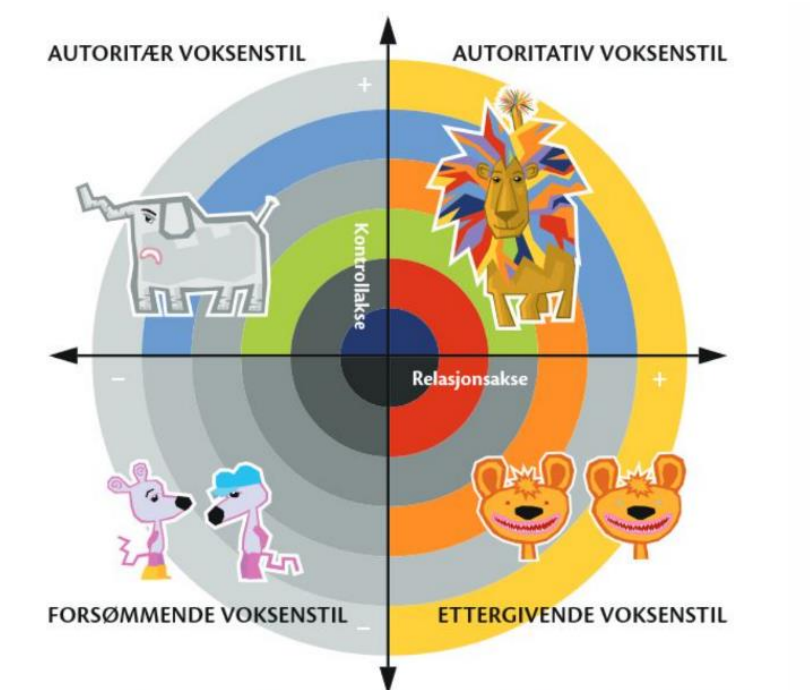 AUTORITÆR VOKSENSTIL
AUTORITATIV VOKSENSTIL
+
Kontrollakse
Relasjonsakse
–
+
FORSØMMENDE VOKSENSTIL
ETTERGIVENDE VOKSENSTIL
–